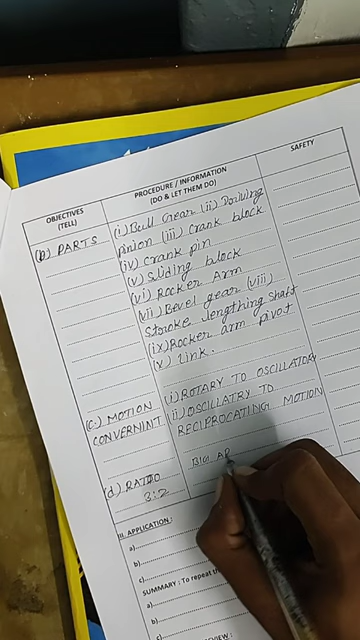 OBJECTIVES
(TELL)
PROCEDURE / INFORMATION
(DO & LET THEM DO)
SAFETY
(b) PARTS
(i) Bull Gear (ii) Driving
pinion (iii) crank block
(iv) crank pin
(v) Sliding block
(vi) Rocker Arm
(vii) Bevel gear (viii)
Stroke lengthing shaft
(ix) Rocker arm pivot
(x) Link.
(C) MOTION
CONVERNINT
(i) ROTARY TO OSCILLATORY
(ii) OSCILLATRY TO
RECIPROCATING MOTION
(d) RATIO
3:2
II. APPLICATION :
a)
b)
c)
SUMMARY : To repeat th
a)
b)
c)